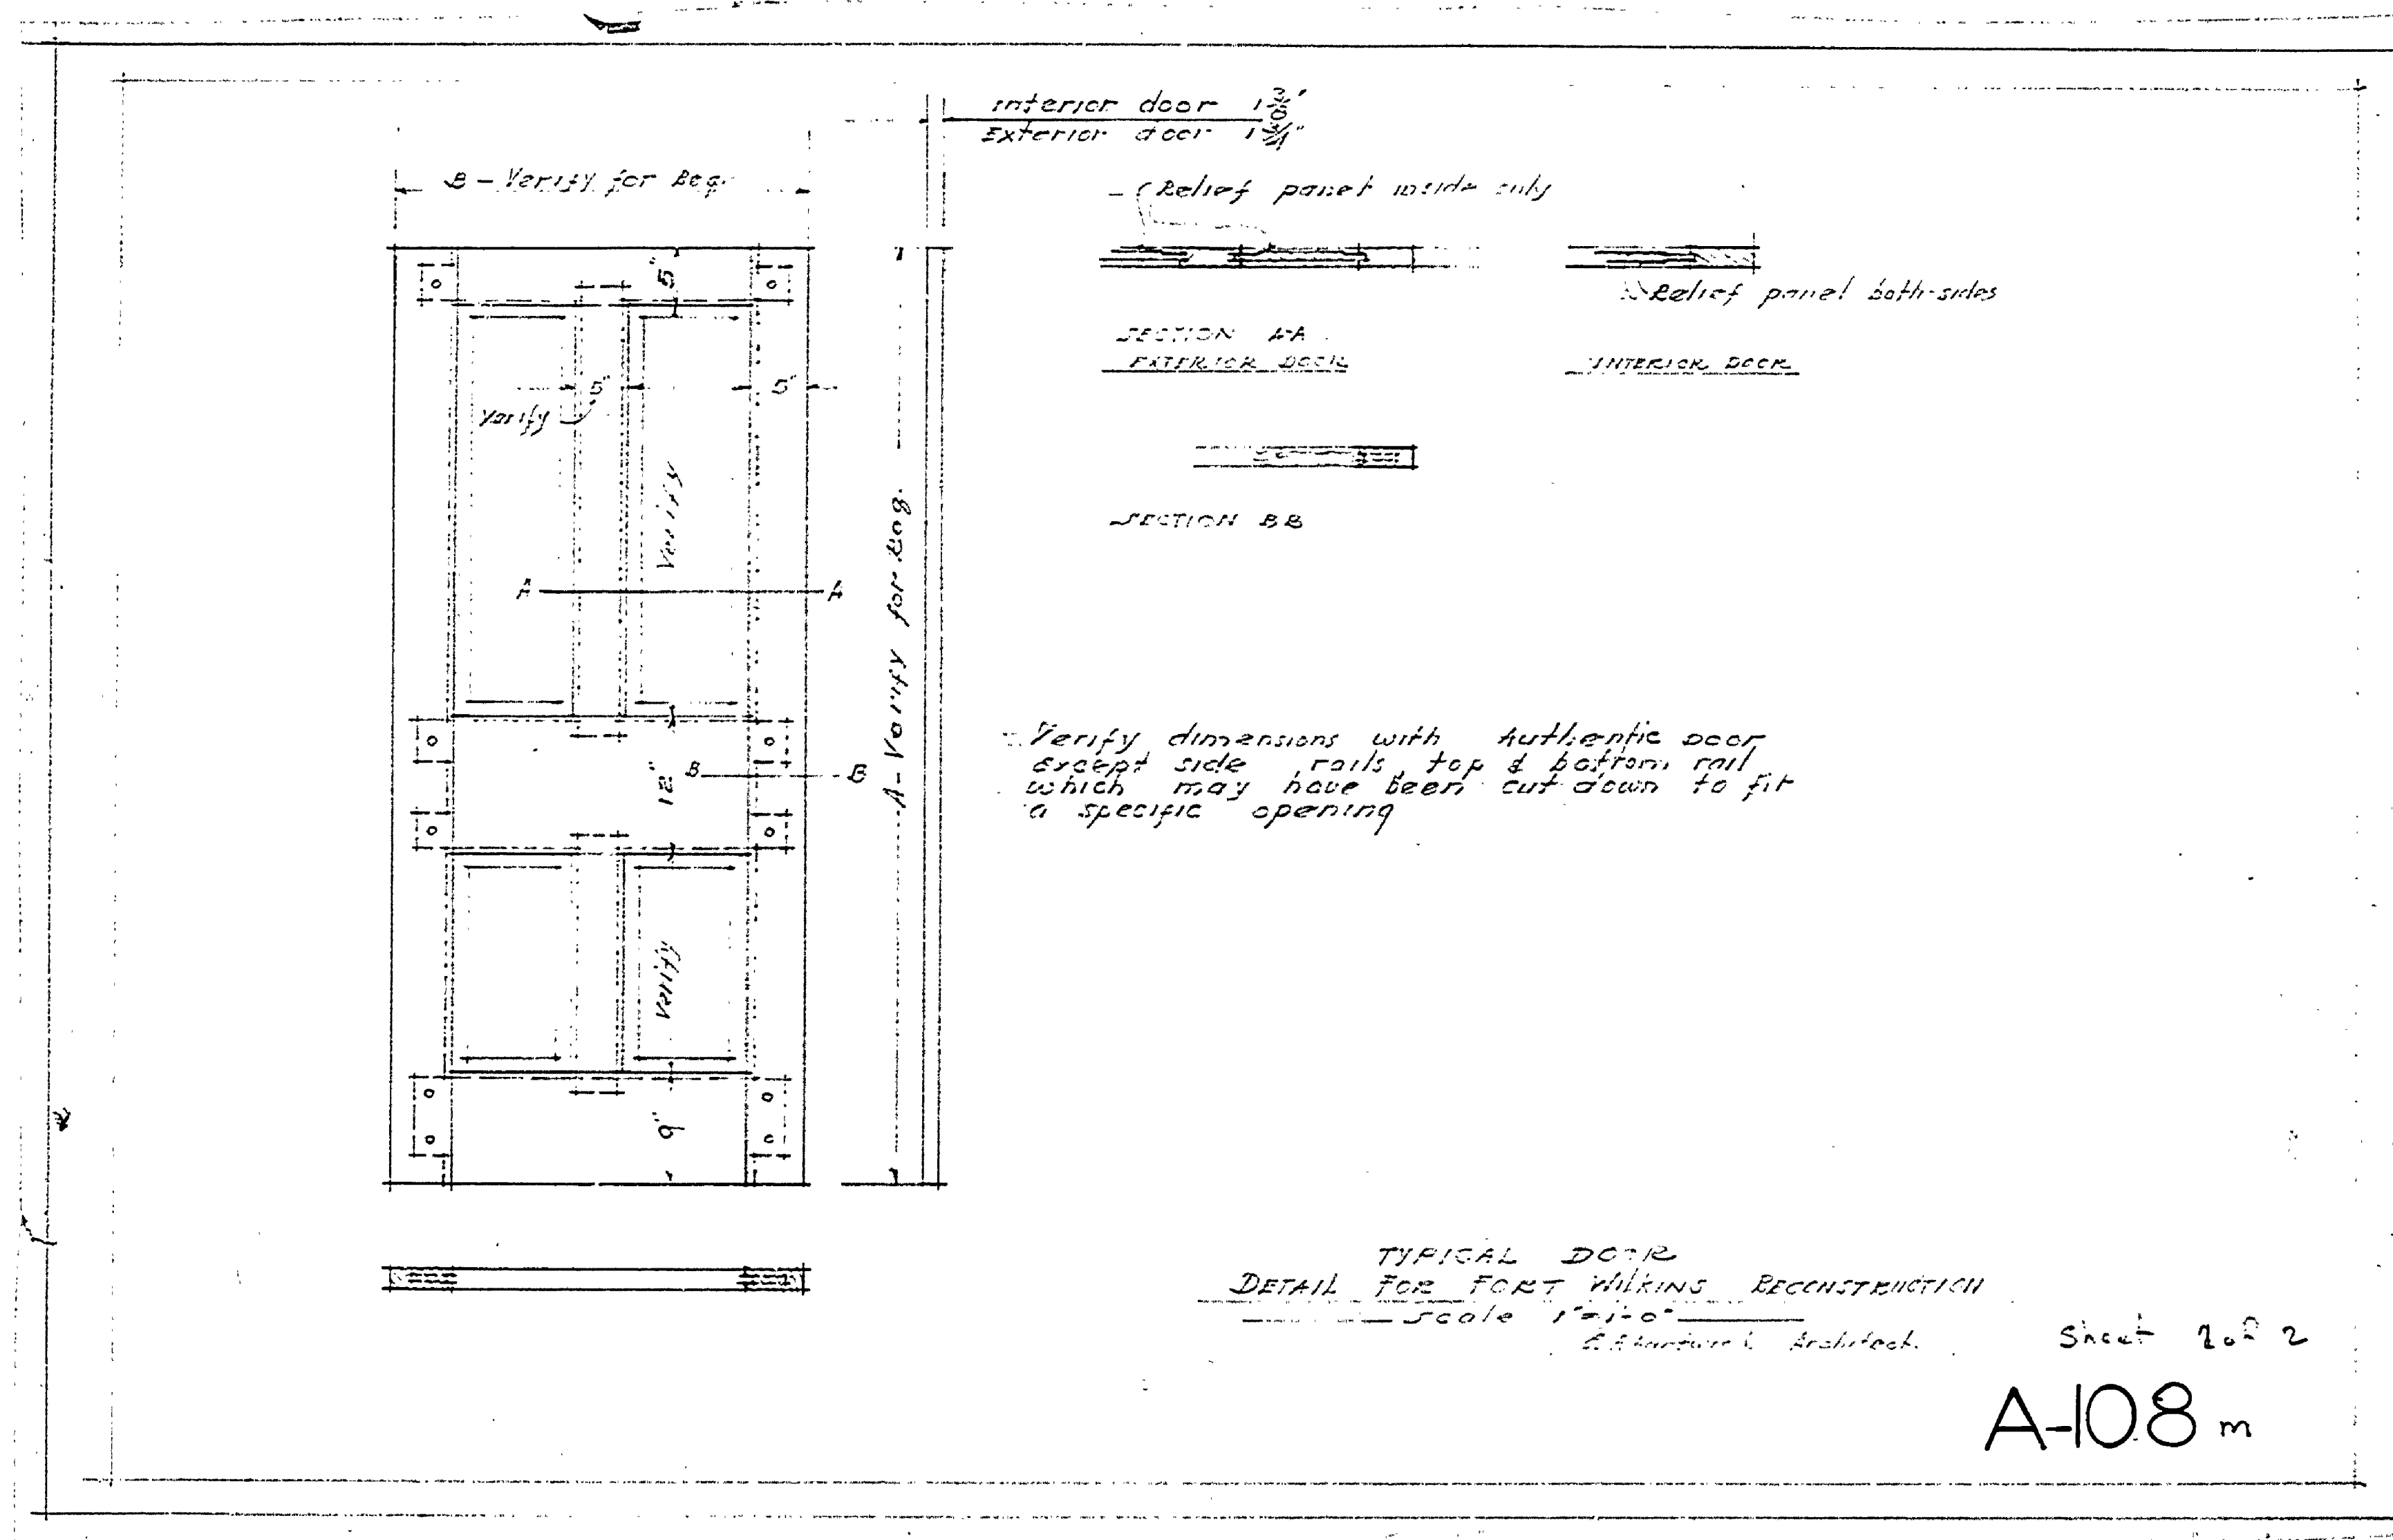 Interior door 1 3/8"
Exterior door 1 3/4"
B - Verify for Bldg.
Relief panel inside only
5"
Relief panel both-sides
SECTION A-A
EXTERIOR DOOR
INTERIOR DOOR
5"
5"
Verify
Verify
A-Verify for Bldg.
SECTION BB
A
A
Verify dimensions with Authentic Door
Except side rails, top & bottom rail
which may have been cut down to fit
a specific opening
12"
B
B
Verify
9"
TYPICAL DOOR
DETAIL FOR FORT WILKINS RECONSTRUCTION
Scale 1"=1'-0"
Architect.
Sheet 2 of 2
A-108 m